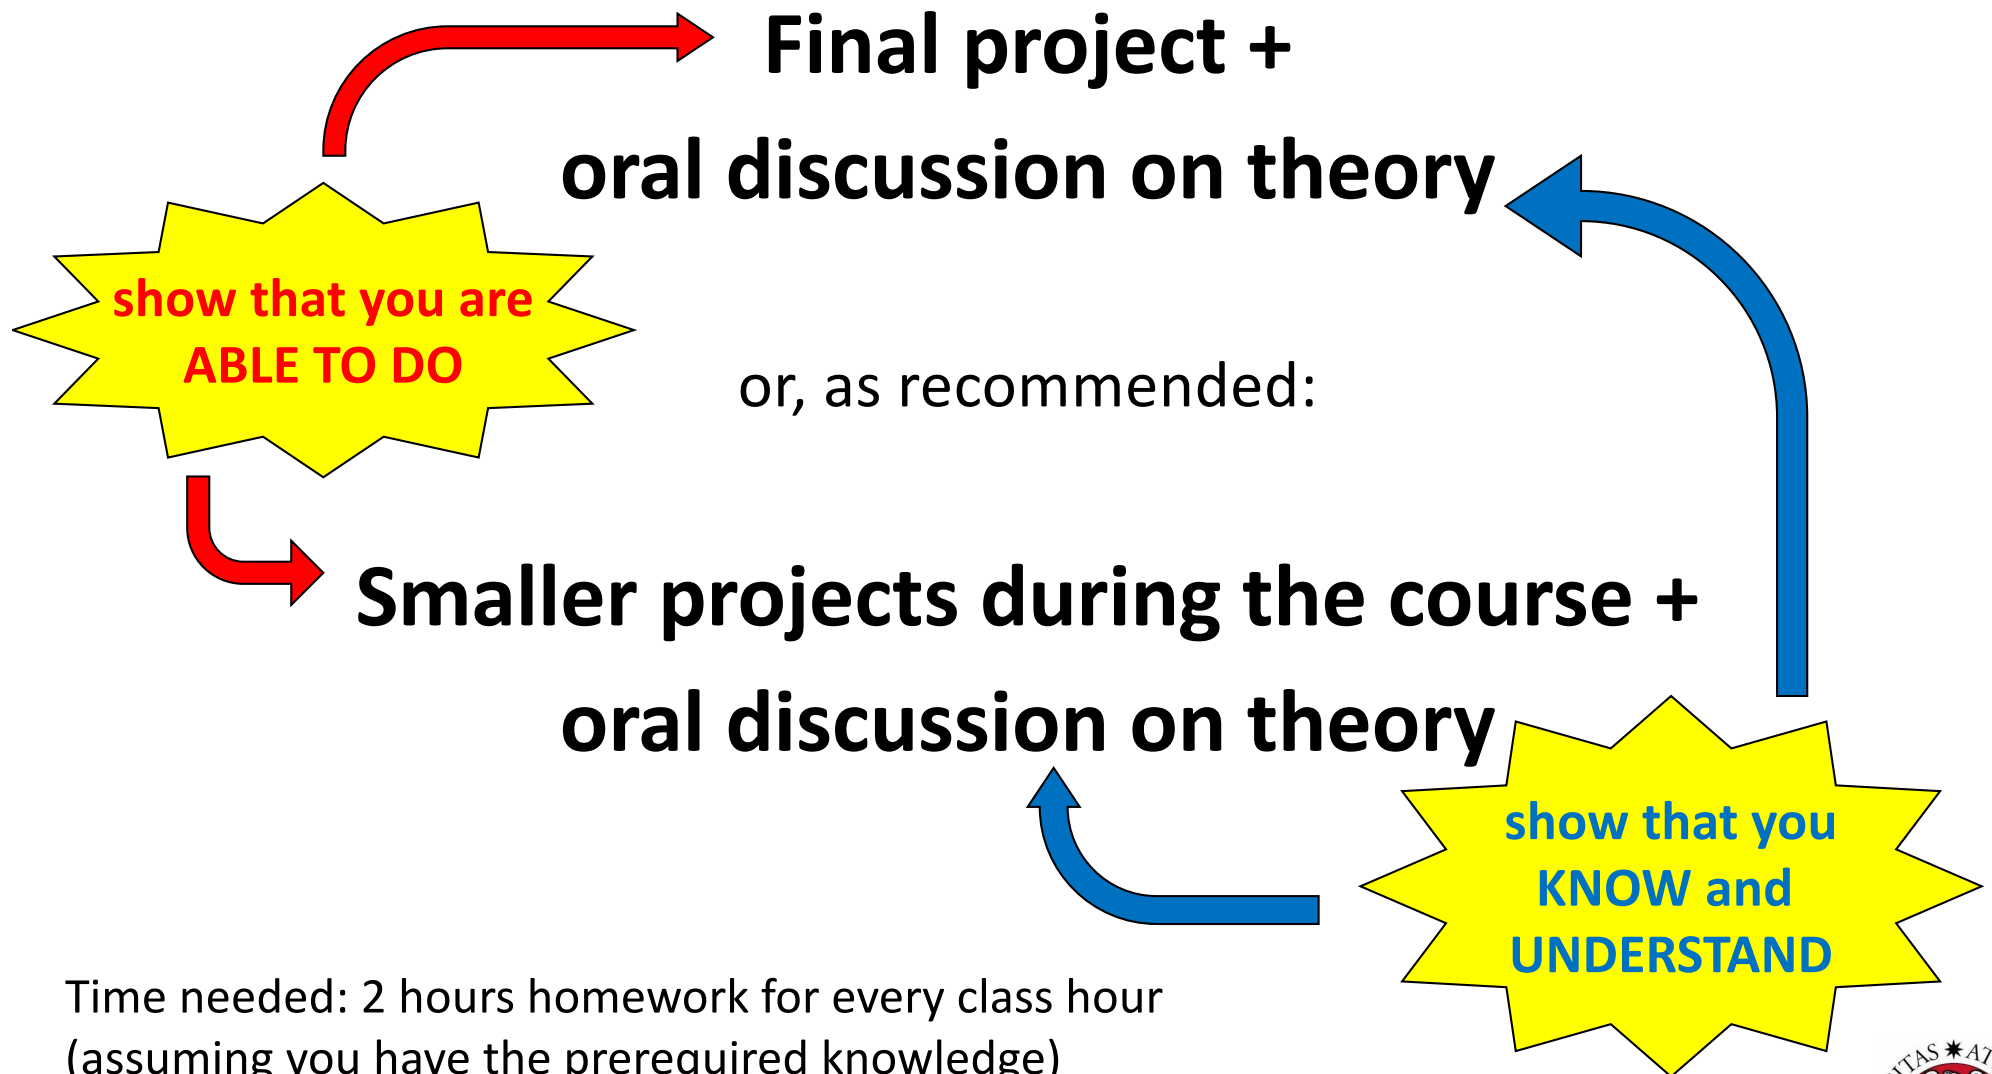 Final project +
oral discussion on theory
show that you are
ABLE TO DO
or, as recommended:
Smaller projects during the course +
oral discussion on theory
show that you
KNOW and
UNDERSTAND
Time needed: 2 hours homework for every class hour
(assuming you have the prerequired knowledge)